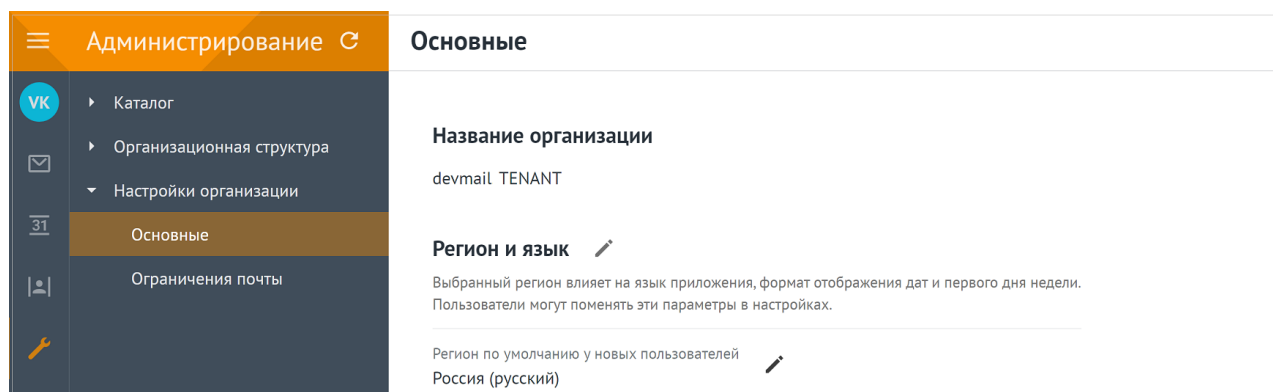 Администрирование
Основные
VK
Каталог
Организационная структура
Настройки организации
31
Основные
Ограничения почты
Название организации
devmail TENANT
Регион и язык
Выбранный регион влияет на язык приложения, формат отображения дат и первого дня недели.
Пользователи могут поменять эти параметры в настройках.
Регион по умолчанию у новых пользователей
Россия (русский)